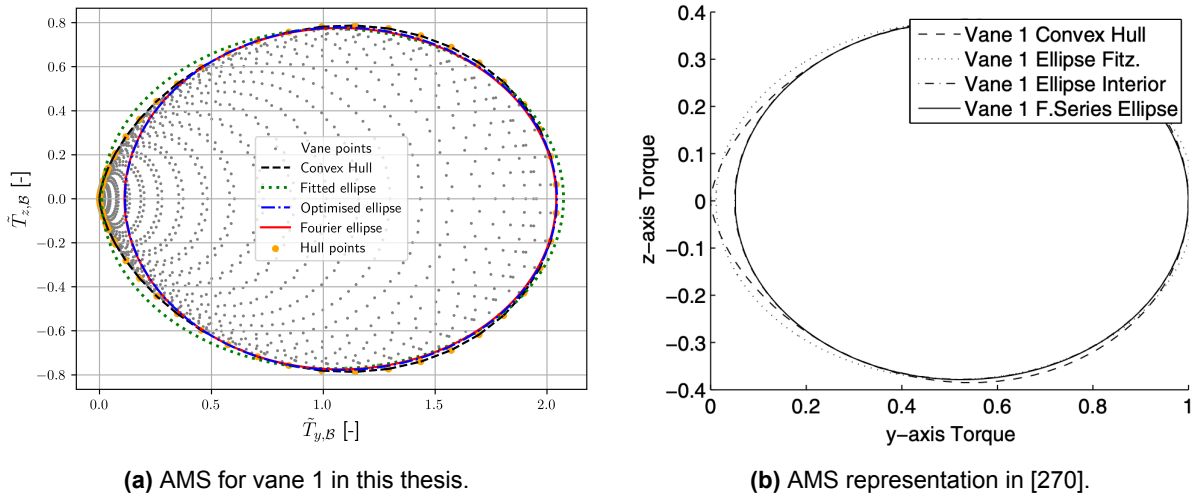 0.8
0.6
0.4
0.2
0.0
−0.2
−0.4
−0.6
−0.8
T̃z,B [-]
0.0
0.5
1.0
1.5
2.0
T̃y,B [-]
Vane points
Convex Hull
Fitted ellipse
Optimised ellipse
Fourier ellipse
Hull points
(a) AMS for vane 1 in this thesis.
0.4
0.3
0.2
0.1
0
−0.1
−0.2
−0.3
−0.4
z−axis Torque
0
0.2
0.4
0.6
0.8
1
y−axis Torque
Vane 1 Convex Hull
Vane 1 Ellipse Fitz.
Vane 1 Ellipse Interior
Vane 1 F.Series Ellipse
(b) AMS representation in [270].